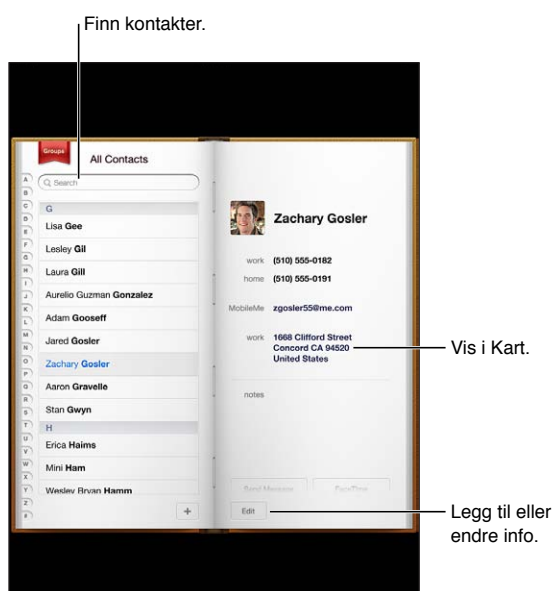 Finn kontakter.
Groups
All Contacts
Search
A
B
C
D
E
F
G
H
I
J
K
L
M
N
O
P
Q
R
S
T
U
V
W
X
Y
Z
#
G
Lisa Gee
Lesley Gil
Laura Gill
Aurelio Guzman Gonzalez
Adam Gooseff
Jared Gosler
Zachary Gosler
Aaron Gravelle
Stan Gwyn
H
Erica Haims
Mini Ham
Wesley Bryan Hamm
+
Zachary Gosler
work (510) 555-0182
home (510) 555-0191
MobileMe zgosler55@me.com
work 1668 Clifford Street
Concord CA 94520
United States
Vis i Kart.
notes
Send Message FaceTime
Edit
Legg til eller
endre info.